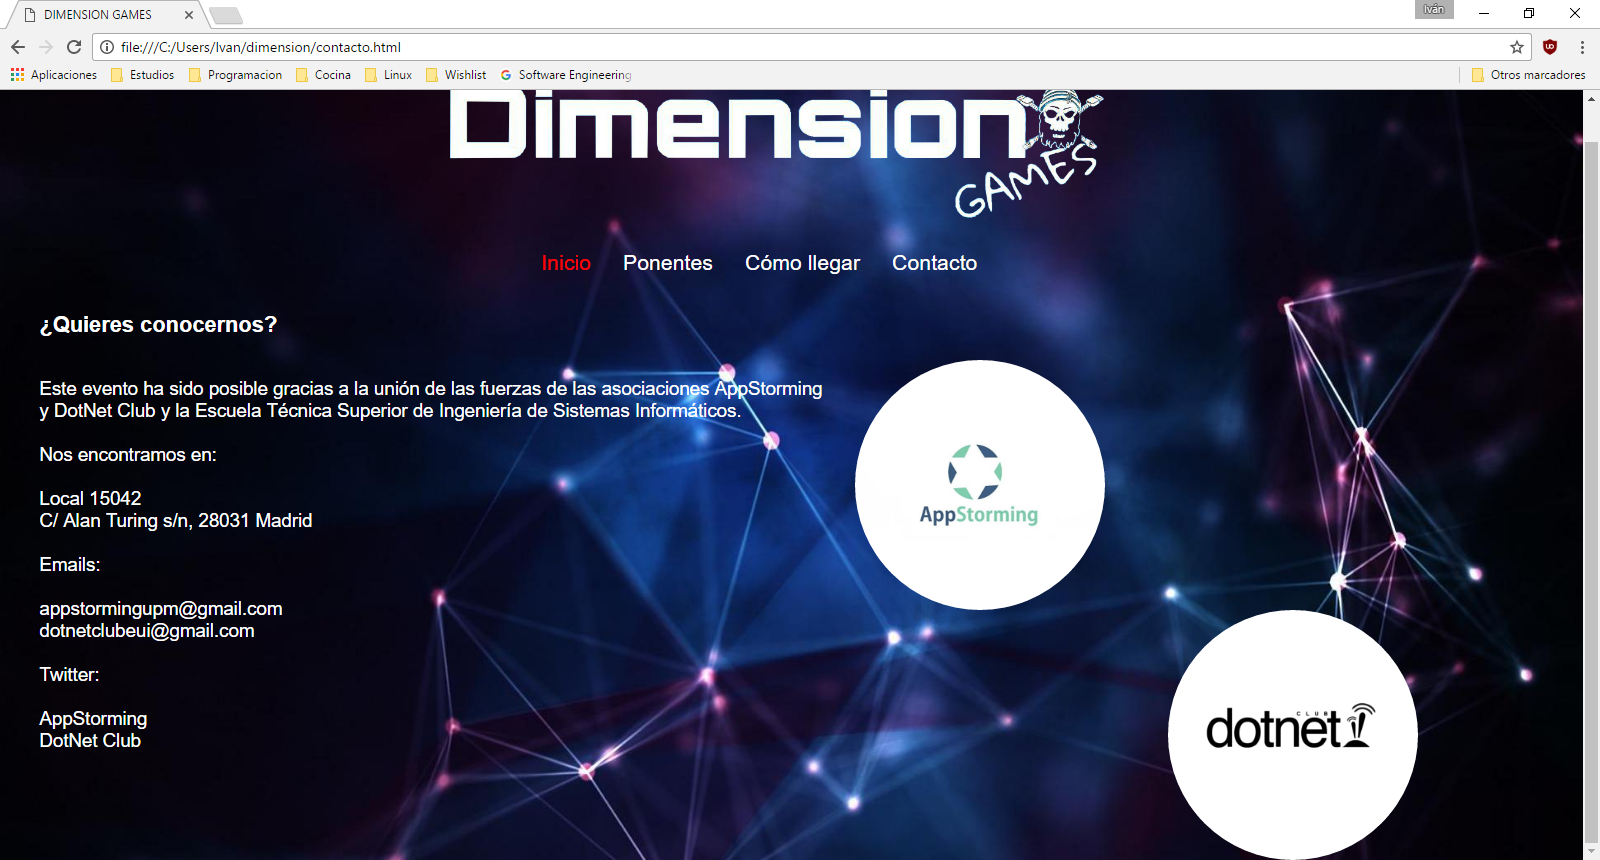 DIMENSION GAMES
Iván
file:///C:/Users/Ivan/dimension/contacto.html
Aplicaciones Estudios Programacion Cocina Linux Wishlist Software Engineering Otros marcadores
Dimension
GAMES
Inicio Ponentes Cómo llegar Contacto
¿Quieres conocernos?
Este evento ha sido posible gracias a la unión de las fuerzas de las asociaciones AppStorming
y DotNet Club y la Escuela Técnica Superior de Ingeniería de Sistemas Informáticos.
Nos encontramos en:
Local 15042
C/ Alan Turing s/n, 28031 Madrid
Emails:
appstormingupm@gmail.com
dotnetclubeui@gmail.com
Twitter:
AppStorming
DotNet Club
AppStorming
CLUB
dotnet